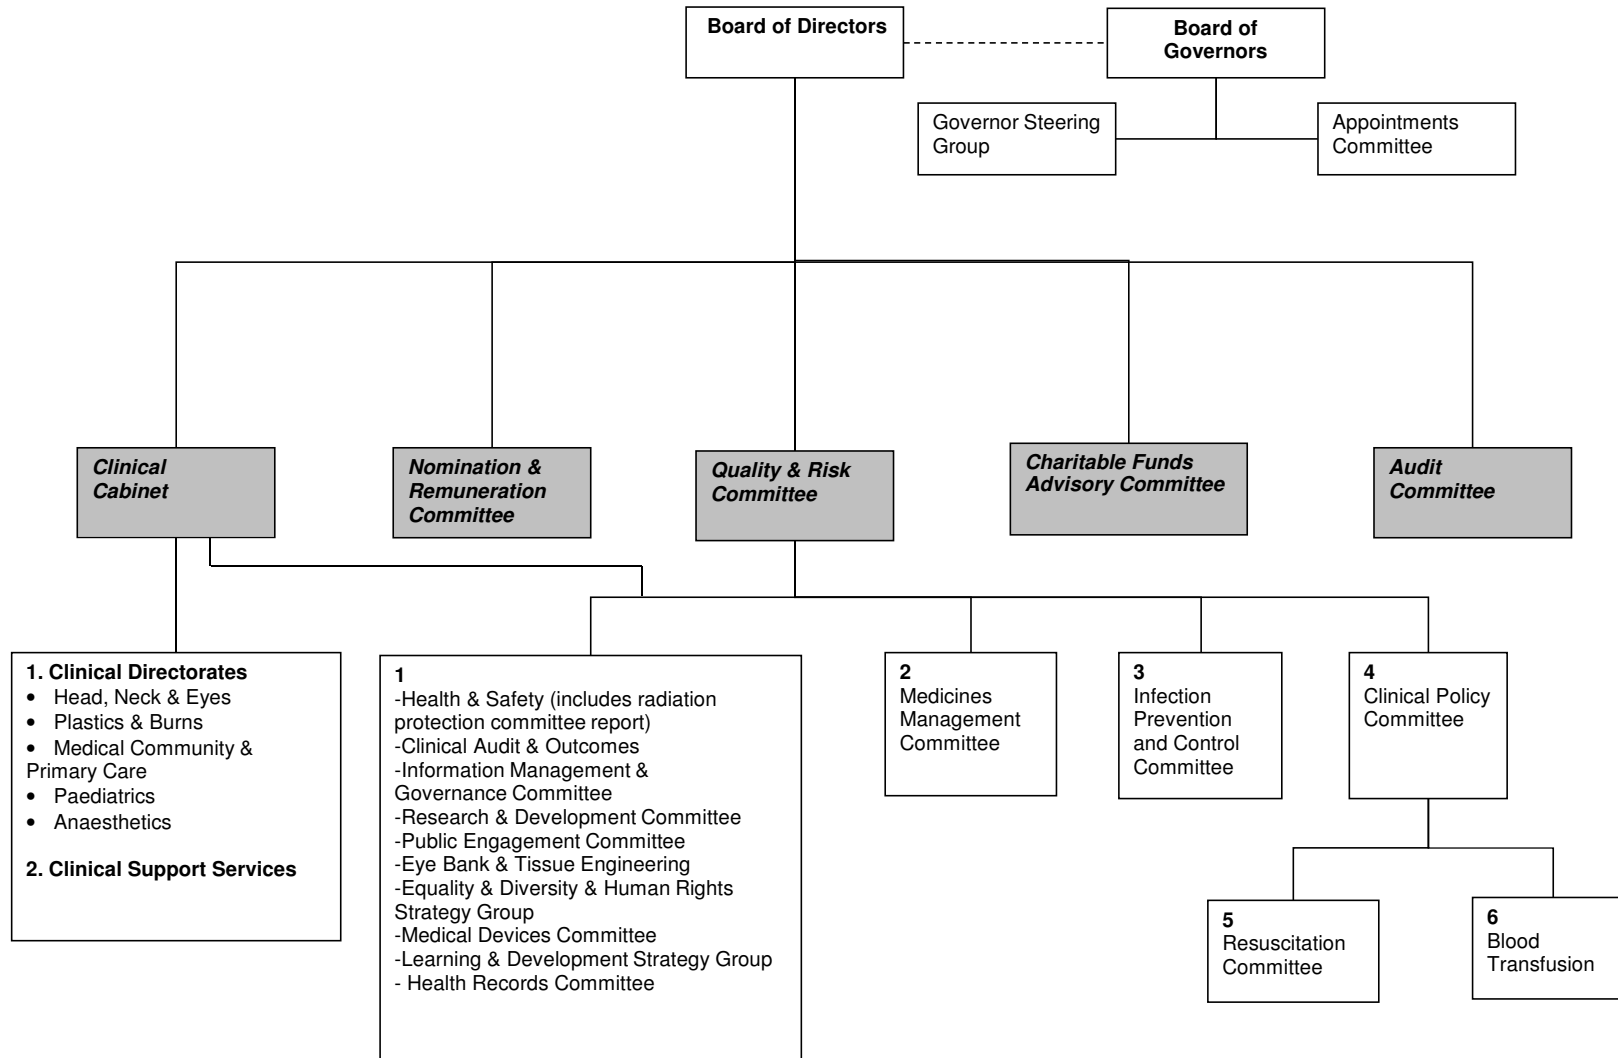 Board of Directors
Board of
Governors
Governor Steering
Group
Appointments
Committee
Clinical
Cabinet
Nomination &
Remuneration
Committee
Quality & Risk
Committee
Charitable Funds
Advisory Committee
Audit
Committee
1. Clinical Directorates
• Head, Neck & Eyes
• Plastics & Burns
• Medical Community &
Primary Care
• Paediatrics
• Anaesthetics
2. Clinical Support Services
1
-Health & Safety (includes radiation
protection committee report)
-Clinical Audit & Outcomes
-Information Management &
Governance Committee
-Research & Development Committee
-Public Engagement Committee
-Eye Bank & Tissue Engineering
-Equality & Diversity & Human Rights
Strategy Group
-Medical Devices Committee
-Learning & Development Strategy Group
- Health Records Committee
2
Medicines
Management
Committee
3
Infection
Prevention
and Control
Committee
4
Clinical Policy
Committee
5
Resuscitation
Committee
6
Blood
Transfusion